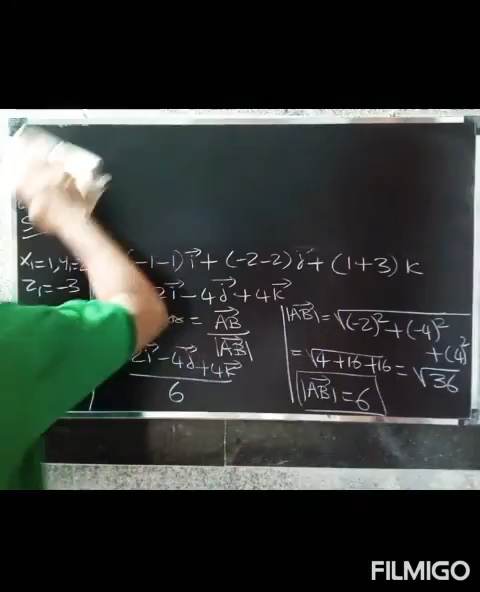 x₁=1, y₁=2
z₁=-3
(-1-1)i⃗ + (-2-2)j⃗ + (1+3)k
2i⃗ - 4j⃗ + 4k⃗
= AB⃗
|AB⃗|
2i⃗ - 4j⃗ + 4k⃗
6
|AB⃗| = √(-2)² + (-4)²
+ (4)²
= √4+16+16 = √36
|AB⃗| = 6
FILMIGO